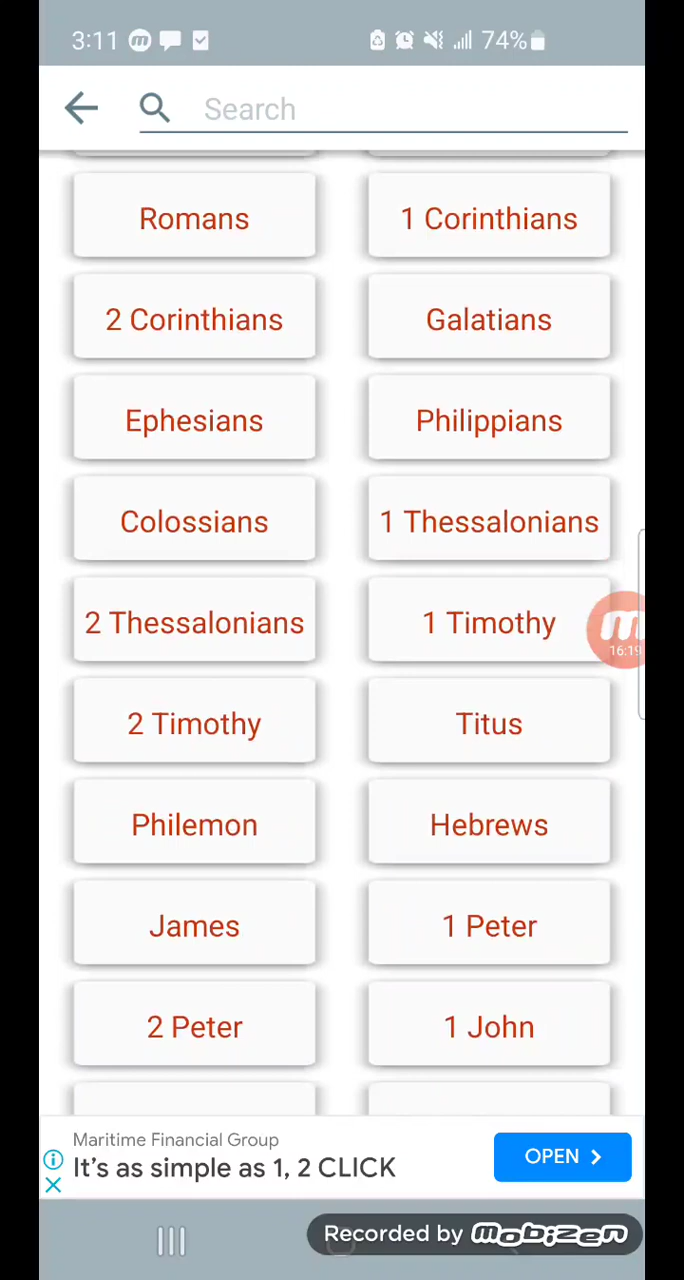 3:11 74%
Search
Romans 1 Corinthians
2 Corinthians Galatians
Ephesians Philippians
Colossians 1 Thessalonians
2 Thessalonians 1 Timothy
16:19
2 Timothy Titus
Philemon Hebrews
James 1 Peter
2 Peter 1 John
Maritime Financial Group
It's as simple as 1, 2 CLICK
OPEN
Recorded by mobizen